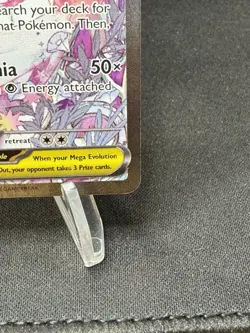 earch your deck for
hat Pokémon. Then,
nia 50×
Energy attached
retreat
When your Mega Evolution
Out, your opponent takes 3 Prize cards.